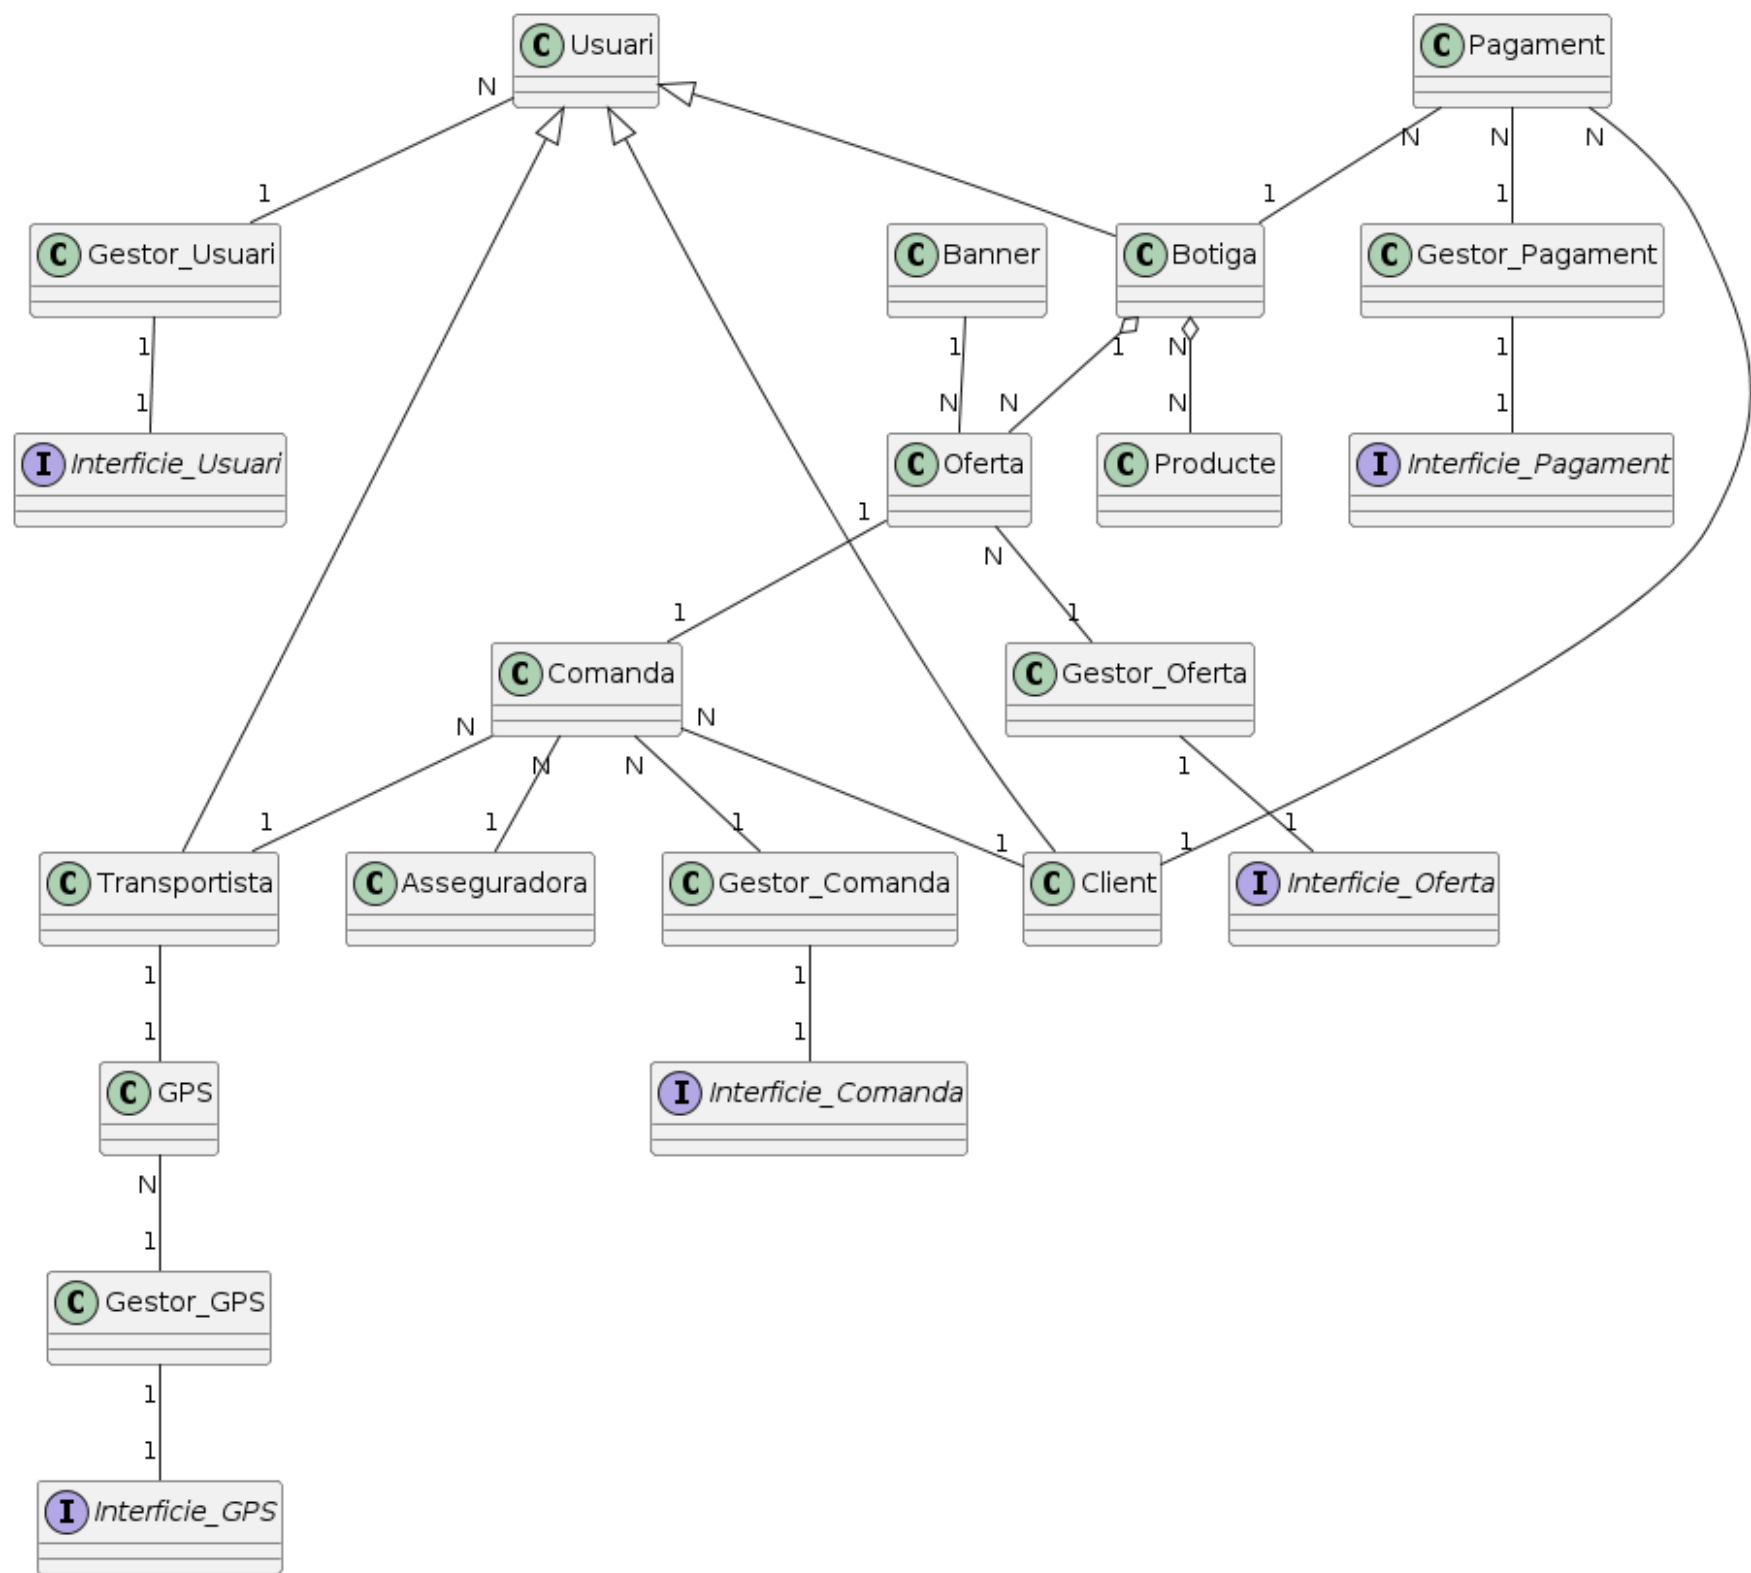 C Usuari
C Pagament
N
N
N
N
1
1
1
C Gestor_Usuari
C Banner
C Botiga
C Gestor_Pagament
1
1
1
N
1
1
N
N
N
1
I Interficie_Usuari
C Oferta
C Producte
I Interficie_Pagament
1
N
1
1
C Comanda
C Gestor_Oferta
N
N
N
N
1
1
1
1
1
1
1
C Transportista
C Asseguradora
C Gestor_Comanda
C Client
I Interficie_Oferta
1
1
1
1
C GPS
I Interficie_Comanda
N
1
C Gestor_GPS
1
1
I Interficie_GPS